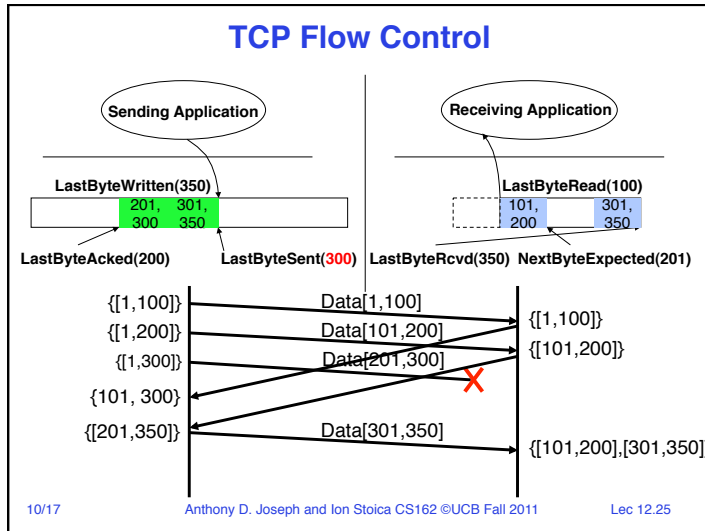 TCP Flow Control
Sending Application
Receiving Application
LastByteWritten(350)
LastByteRead(100)
201, 301,
300 350
101, 301,
200 350
LastByteAcked(200)
LastByteSent(300)
LastByteRcvd(350)
NextByteExpected(201)
{[1,100]}
Data[1,100]
{[1,100]}
{[1,200]}
Data[101,200]
{[101,200]}
{[1,300]}
Data[201,300]
{101, 300}
{[201,350]}
Data[301,350]
{[101,200],[301,350]
10/17
Anthony D. Joseph and Ion Stoica CS162 ©UCB Fall 2011
Lec 12.25